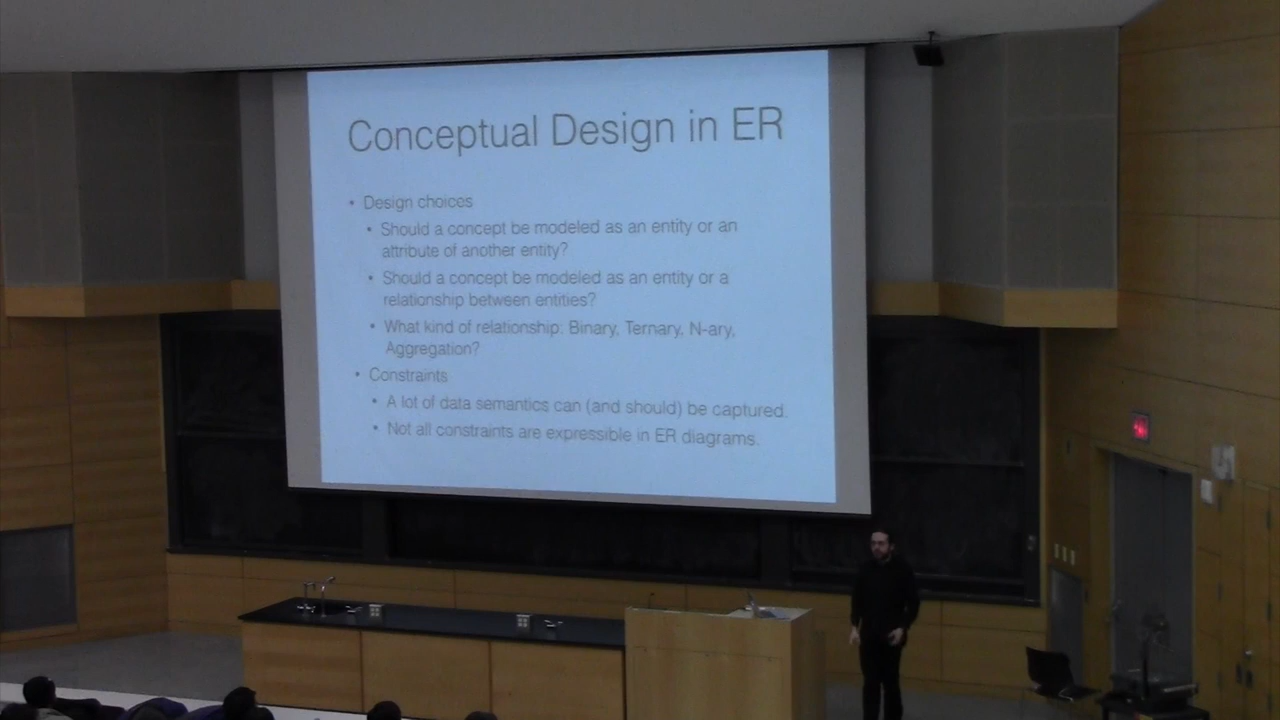 Conceptual Design in ER
• Design choices
• Should a concept be modeled as an entity or an
attribute of another entity?
• Should a concept be modeled as an entity or a
relationship between entities?
• What kind of relationship: Binary, Ternary, N-ary,
Aggregation?
• Constraints
• A lot of data semantics can (and should) be captured.
• Not all constraints are expressible in ER diagrams.